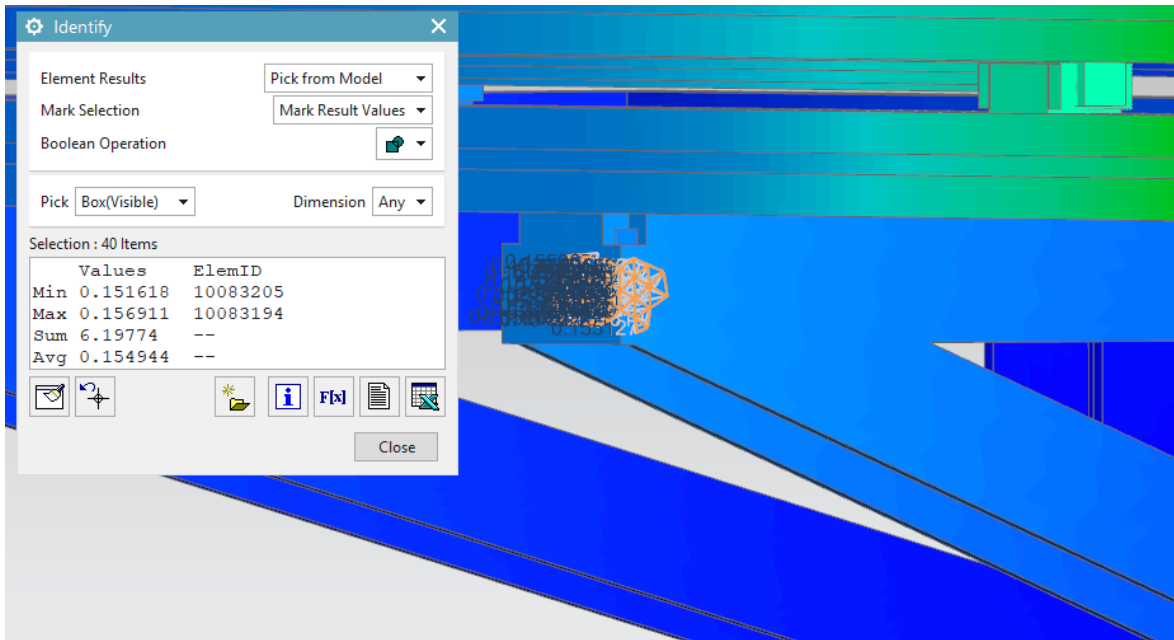 Identify
Element Results Pick from Model
Mark Selection Mark Result Values
Boolean Operation
Pick Box(Visible) Dimension Any
Selection : 40 Items
Values ElemID
Min 0.151618 10083205
Max 0.156911 10083194
Sum 6.19774 --
Avg 0.154944 --
F[x]
Close